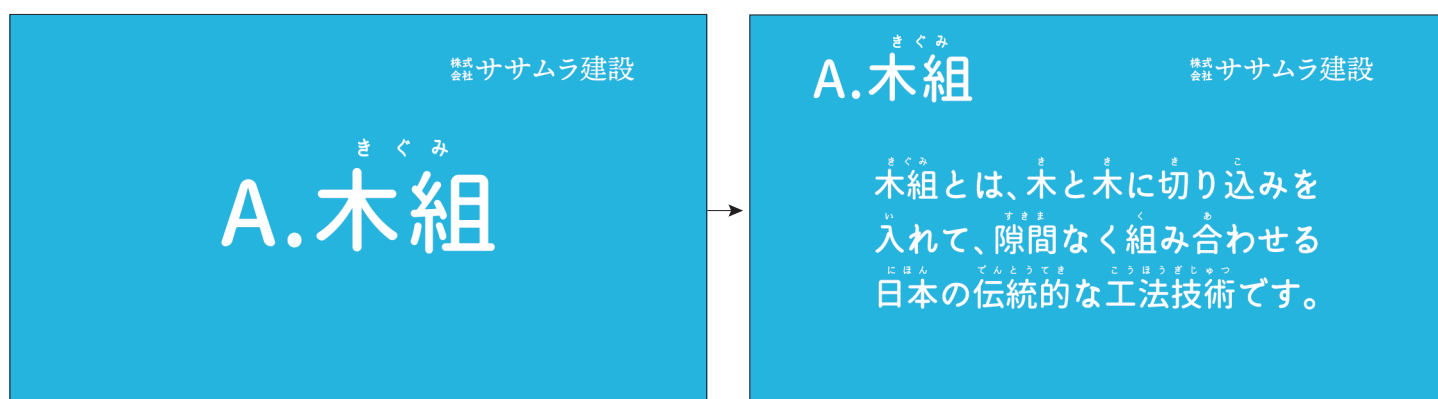 株式会社 ササムラ建設
きぐみ
A.木組
きぐみ
A.木組
株式会社 ササムラ建設
きぐみ き き き こ
木組とは、木と木に切り込みを
い すきま く あ
入れて、隙間なく組み合わせる
にほん でんとうてき こうほうぎじゅつ
日本の伝統的な工法技術です。